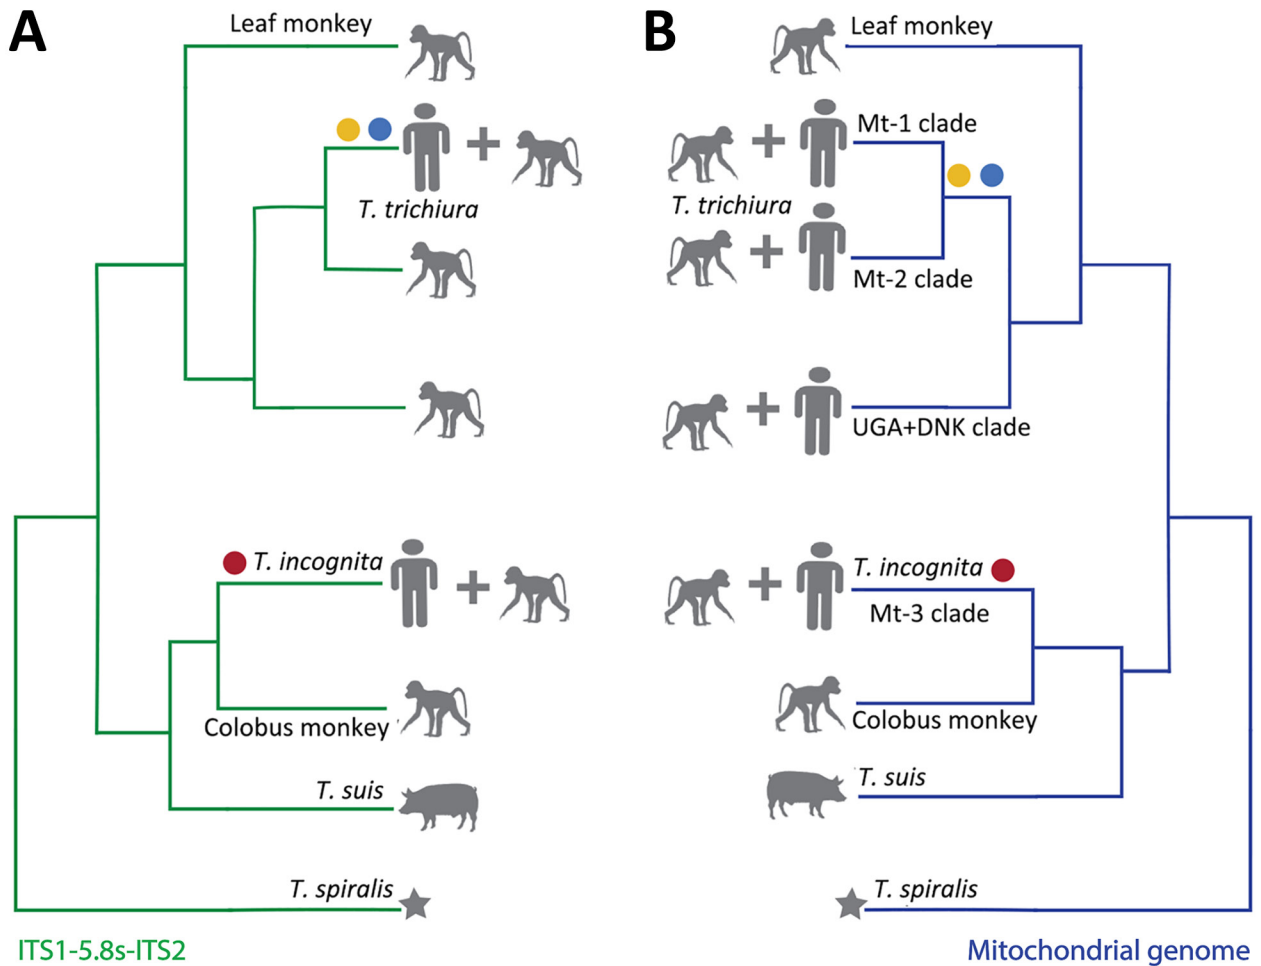 A
Leaf monkey
T. trichiura
T. incognita
Colobus monkey
T. suis
T. spiralis
ITS1-5.8s-ITS2
B
Leaf monkey
Mt-1 clade
T. trichiura
Mt-2 clade
UGA+DNK clade
T. incognita
Mt-3 clade
Colobus monkey
T. suis
T. spiralis
Mitochondrial genome